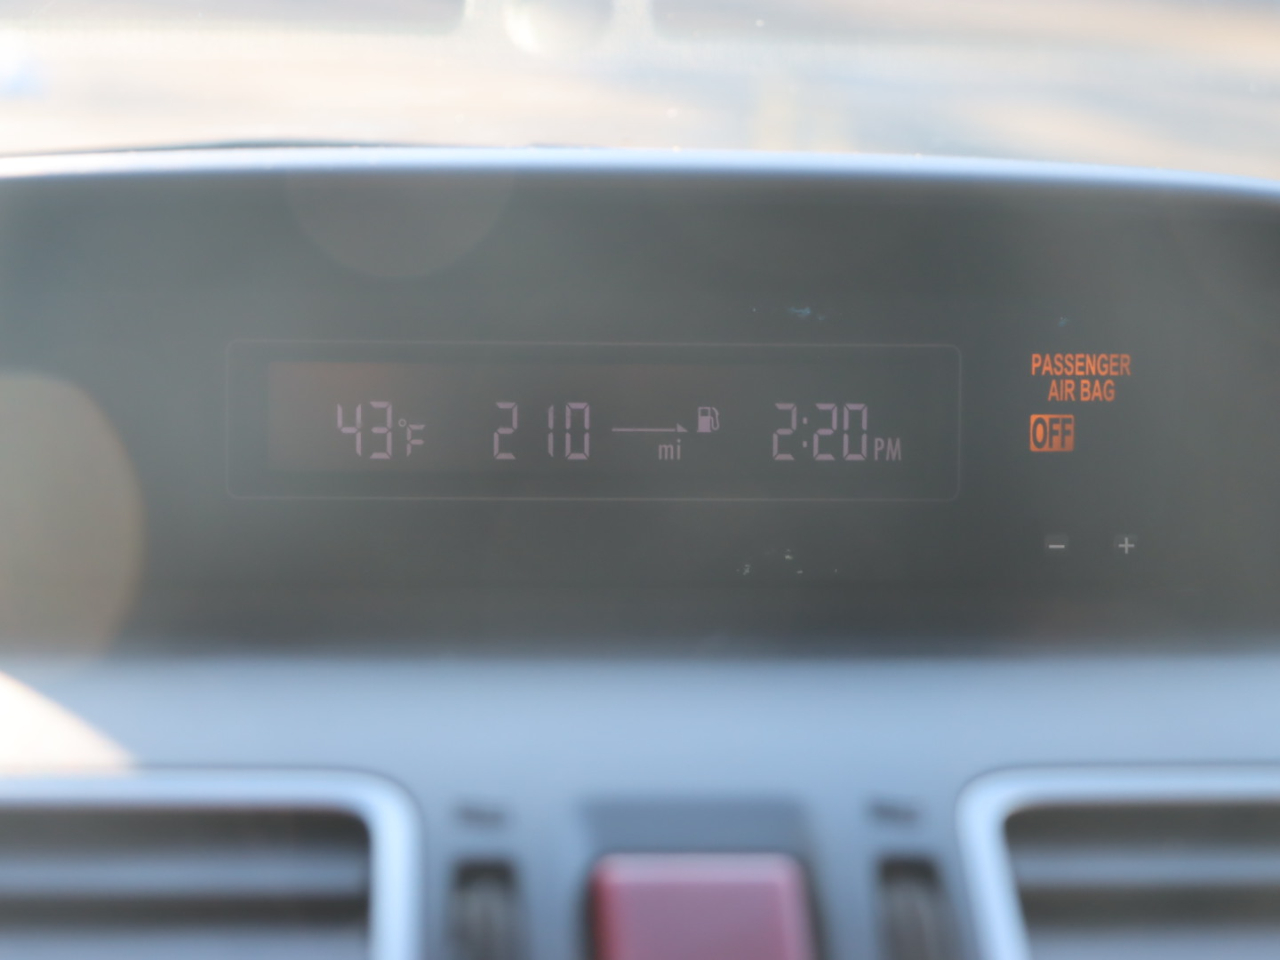 43°F 210 mi 2:20 PM
PASSENGER
AIR BAG
OFF
− +